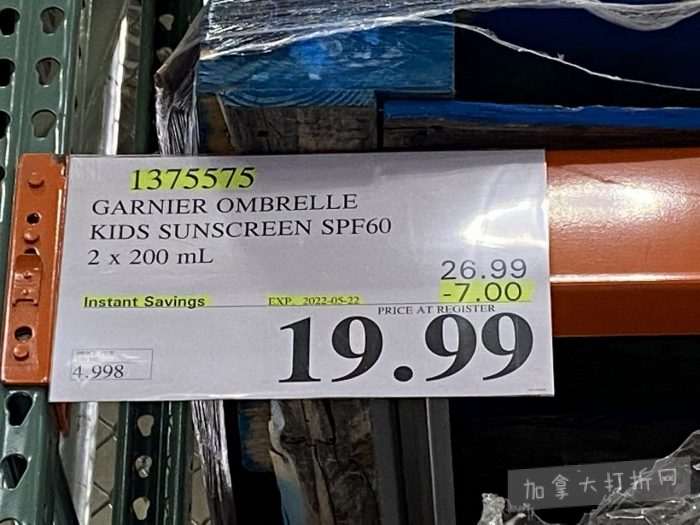 1375575
GARNIER OMBRELLE
KIDS SUNSCREEN SPF60
2 x 200 mL
26.99
Instant Savings EXP. 2022-05-22 -7.00
PRICE AT REGISTER
19.99
4.998
加拿大打折网